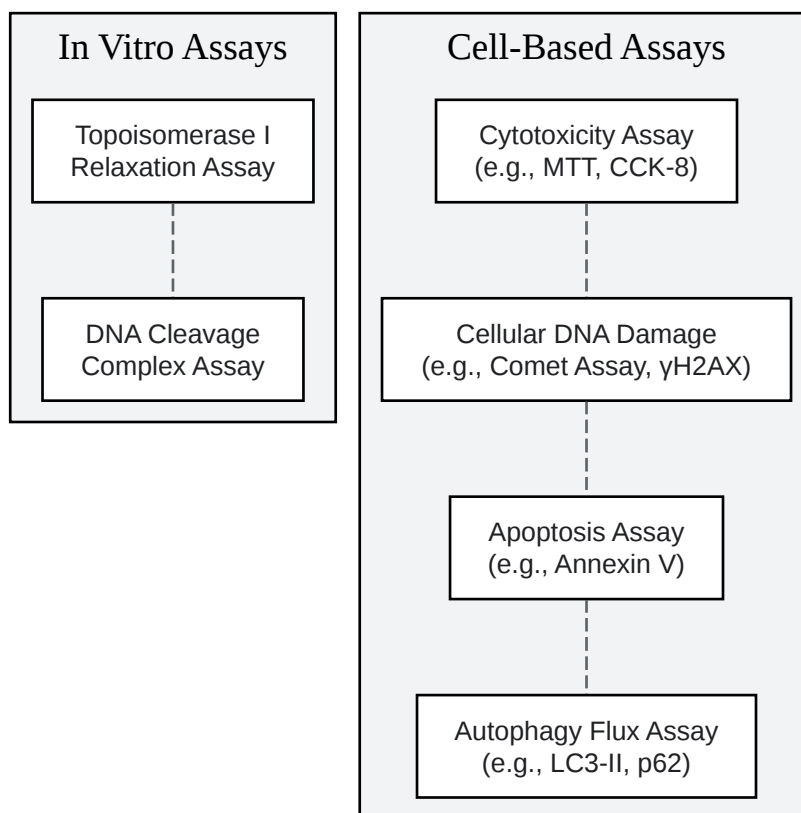 In Vitro Assays
Topoisomerase I
Relaxation Assay
DNA Cleavage
Complex Assay
Cell-Based Assays
Cytotoxicity Assay
(e.g., MTT, CCK-8)
Cellular DNA Damage
(e.g., Comet Assay, γH2AX)
Apoptosis Assay
(e.g., Annexin V)
Autophagy Flux Assay
(e.g., LC3-II, p62)